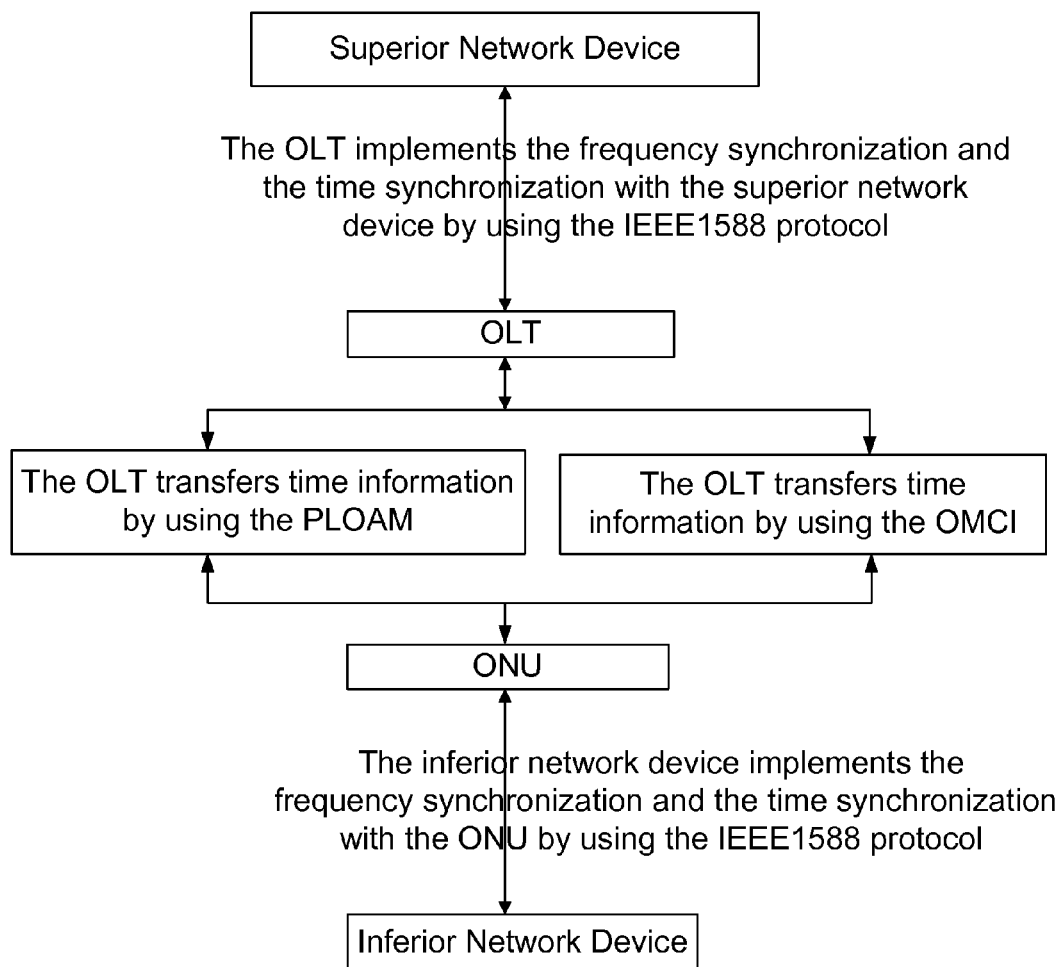 Superior Network Device
The OLT implements the frequency synchronization and
the time synchronization with the superior network
device by using the IEEE1588 protocol
OLT
The OLT transfers time information
by using the PLOAM
The OLT transfers time
information by using the OMCI
ONU
The inferior network device implements the
frequency synchronization and the time synchronization
with the ONU by using the IEEE1588 protocol
Inferior Network Device